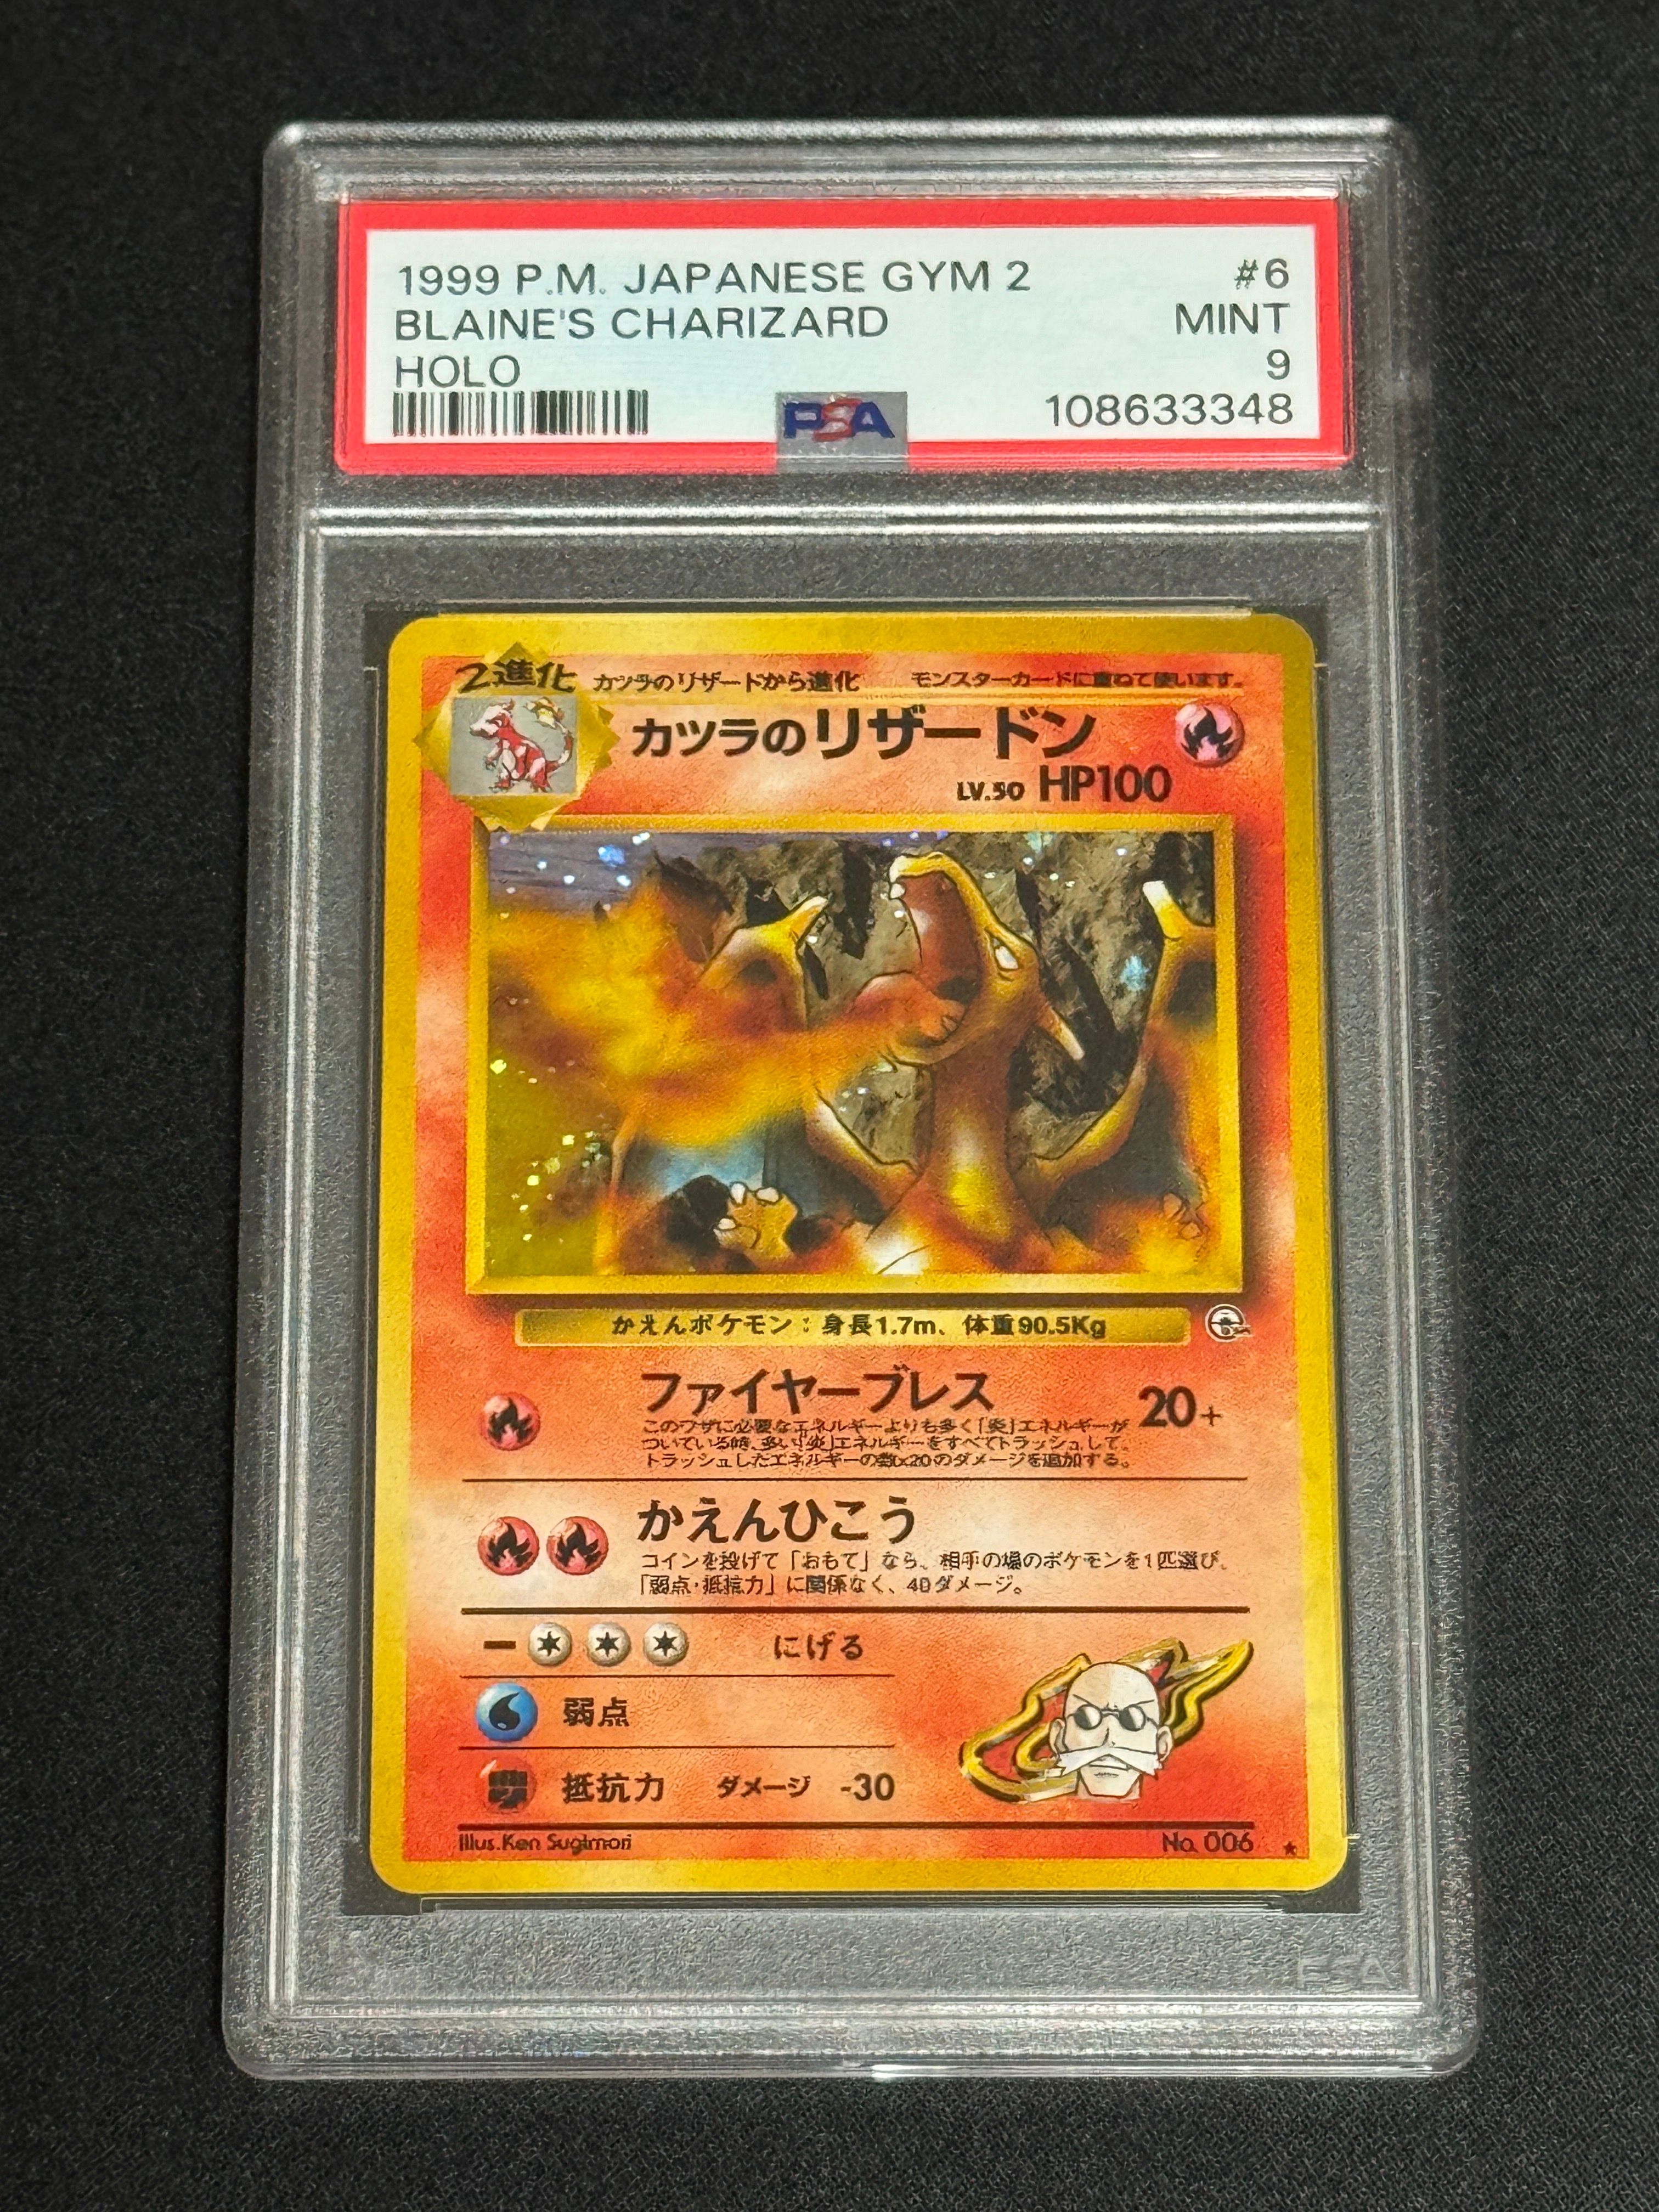 1999 P.M. JAPANESE GYM 2 #6
BLAINE'S CHARIZARD MINT
HOLO 9
PSA 108633348
2進化 カツラのリザードから進化 モンスターカードに重ねて使います。
カツラのリザードン
LV.50 HP100
かえんポケモン：身長1.7m、体重90.5Kg
ファイヤーブレス 20+
このワザに必要なエネルギーよりも多く「炎」エネルギーが
ついている時、多い「炎」エネルギーをすべてトラッシュして、
トラッシュしたエネルギーの数×20のダメージを追加する。
かえんひこう
コインを投げて「おもて」なら、相手の場のポケモンを1匹選び、
「弱点・抵抗力」に関係なく、40ダメージ。
にげる
弱点
抵抗力 ダメージ -30
Illus.Ken Sugimori No.006
PSA